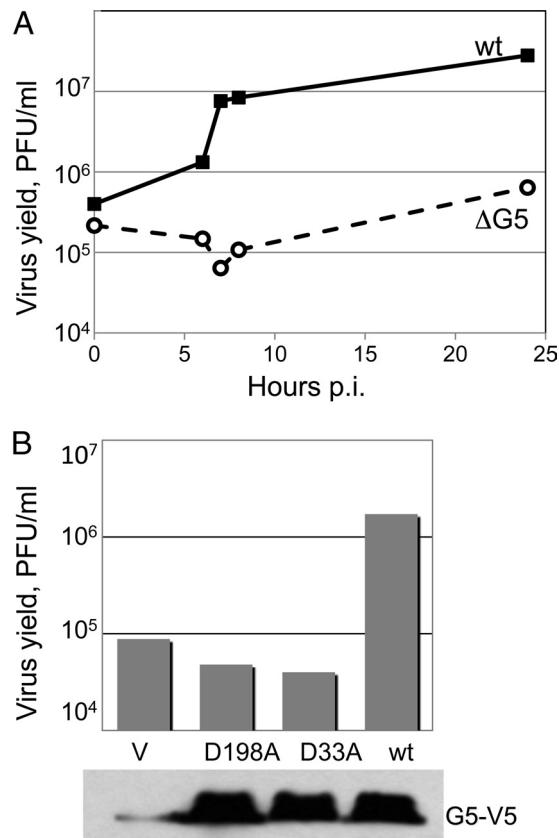 A
Virus yield, PFU/ml
10⁷
10⁶
10⁵
10⁴
wt
ΔG5
0
5
10
15
20
25
Hours p.i.
B
Virus yield, PFU/ml
10⁷
10⁶
10⁵
10⁴
V
D198A
D33A
wt
G5-V5